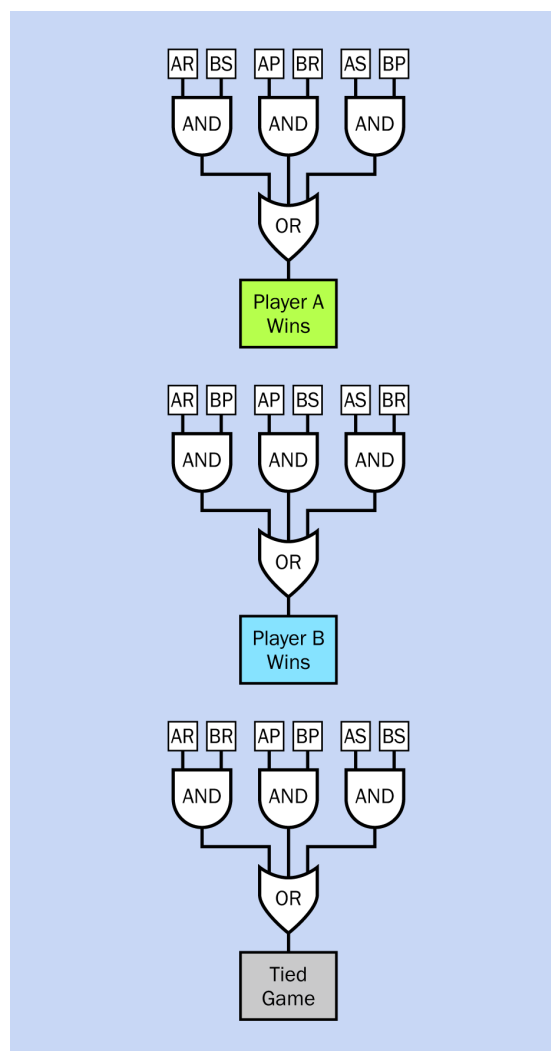 AR BS AP BR AS BP
AND AND AND
OR
Player A
Wins
AR BP AP BS AS BR
AND AND AND
OR
Player B
Wins
AR BR AP BP AS BS
AND AND AND
OR
Tied
Game